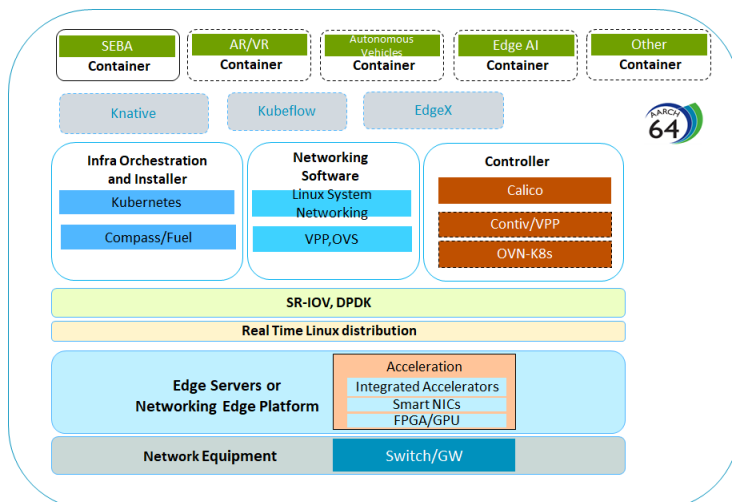 SEBA
Container
AR/VR
Container
Autonomous
Vehicles
Container
Edge AI
Container
Other
Container
Knative
Kubeflow
EdgeX
AARCH
64
Infra Orchestration
and Installer
Kubernetes
Compass/Fuel
Networking
Software
Linux System
Networking
VPP,OVS
Controller
Calico
Contiv/VPP
OVN-K8s
SR-IOV, DPDK
Real Time Linux distribution
Edge Servers or
Networking Edge Platform
Acceleration
Integrated Accelerators
Smart NICs
FPGA/GPU
Network Equipment
Switch/GW